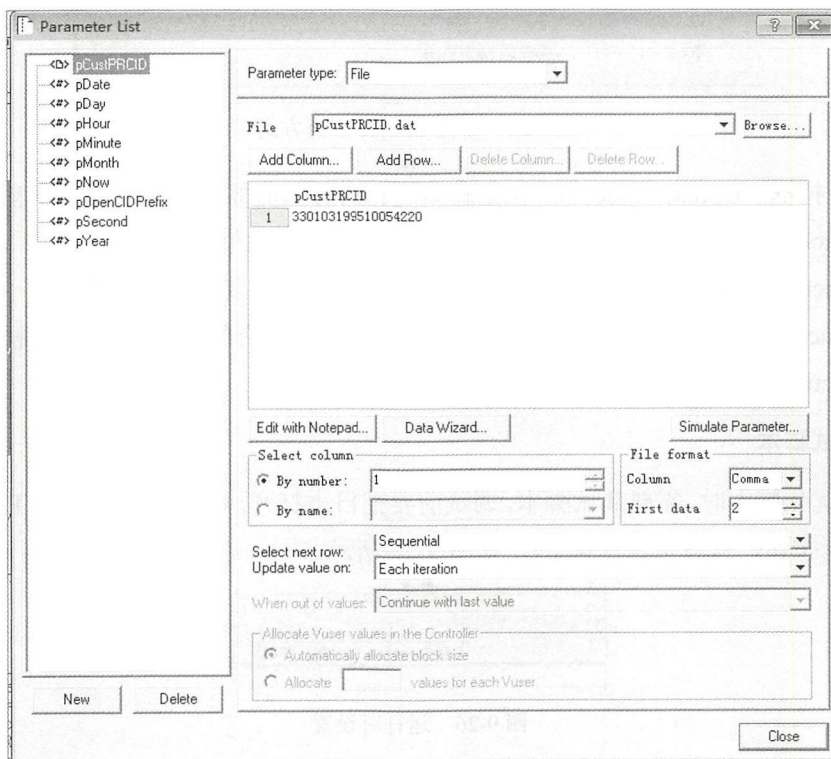 Parameter List
<D> pCustPRCID
<#> pDate
<#> pDay
<#> pHour
<#> pMinute
<#> pMonth
<#> pNow
<#> pOpenCIDPrefix
<#> pSecond
<#> pYear
New Delete
Parameter type: File
File pCustPRCID.dat Browse...
Add Column... Add Row... Delete Column... Delete Row...
pCustPRCID
1 330103199510054220
Edit with Notepad... Data Wizard... Simulate Parameter...
Select column
By number: 1
By name:
File format
Column Comma
First data 2
Select next row: Sequential
Update value on: Each iteration
When out of values: Continue with last value
Allocate Vuser values in the Controller
Automatically allocate block size
Allocate values for each Vuser
Close